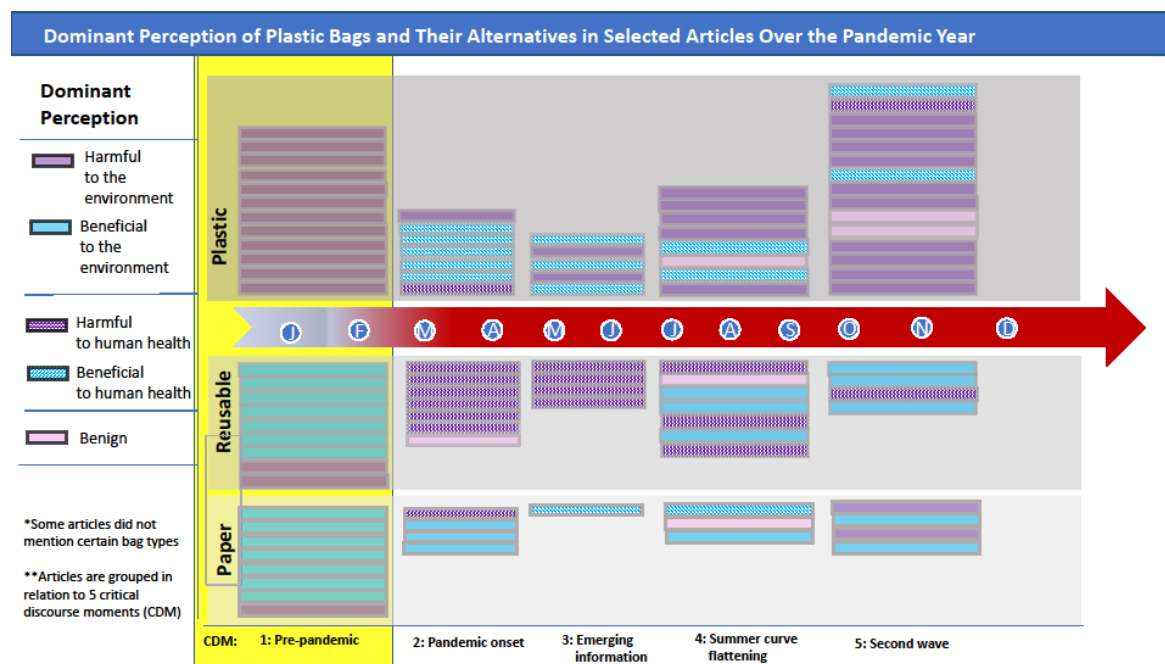 Dominant Perception of Plastic Bags and Their Alternatives in Selected Articles Over the Pandemic Year
Dominant
Perception
Harmful
to the
environment
Beneficial
to the
environment
Harmful
to human health
Beneficial
to human health
Benign
*Some articles did not
mention certain bag types
**Articles are grouped in
relation to 5 critical
discourse moments (CDM)
Plastic
J F M A M J J A S O N D
Reusable
Paper
CDM: 1: Pre-pandemic
2: Pandemic onset
3: Emerging
information
4: Summer curve
flattening
5: Second wave